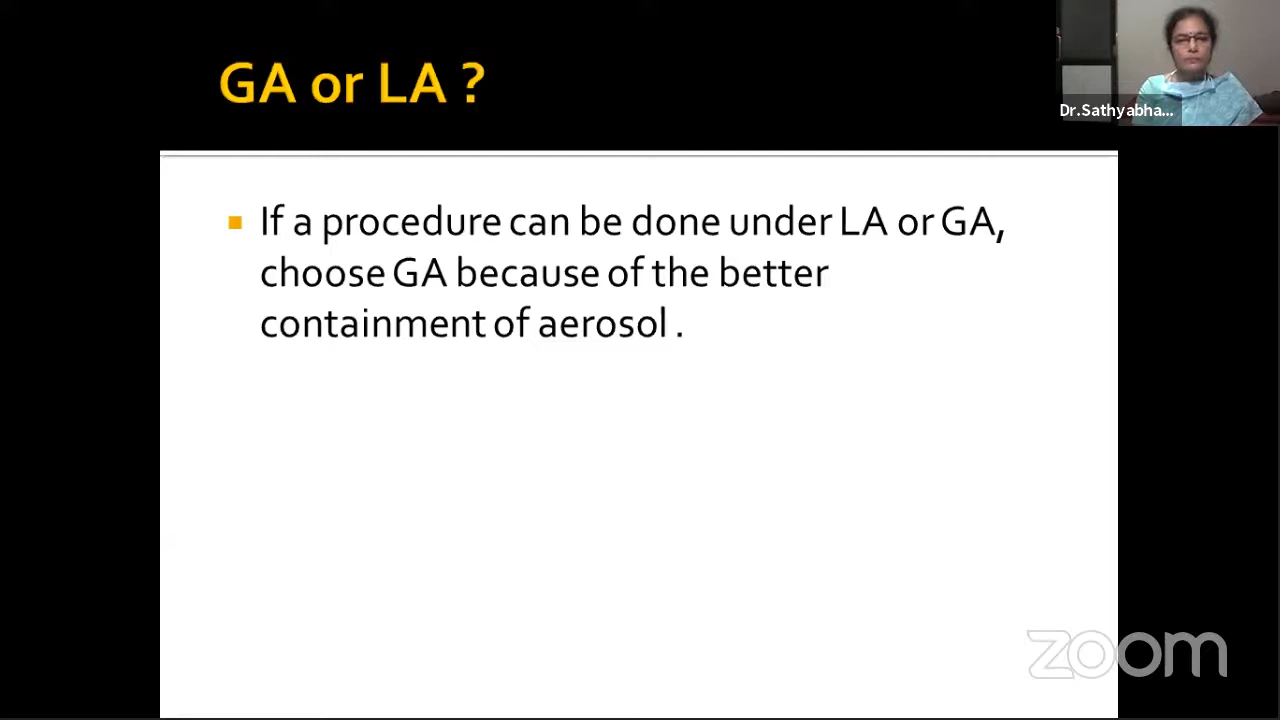 GA or LA ?
Dr.Sathyabha...
If a procedure can be done under LA or GA,
choose GA because of the better
containment of aerosol .
zoom